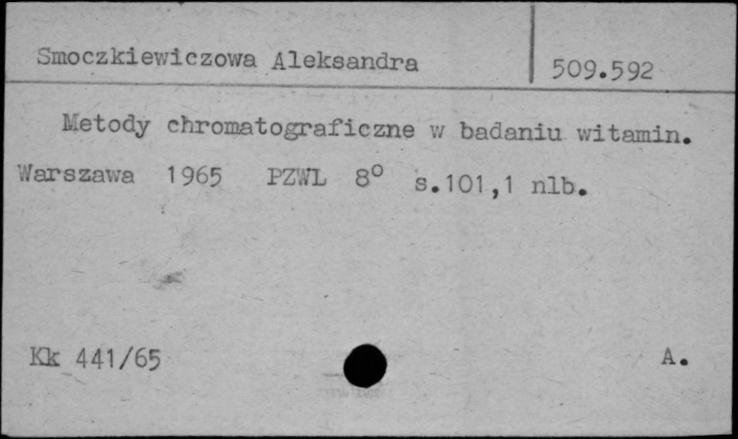 Smoczkiewiczowa Aleksandra
509.592
Metody chromatograficzne w badaniu witamin.
Warszawa 1965 PZWL 8° s.101,1 nlb.
Kk 441/65
A.